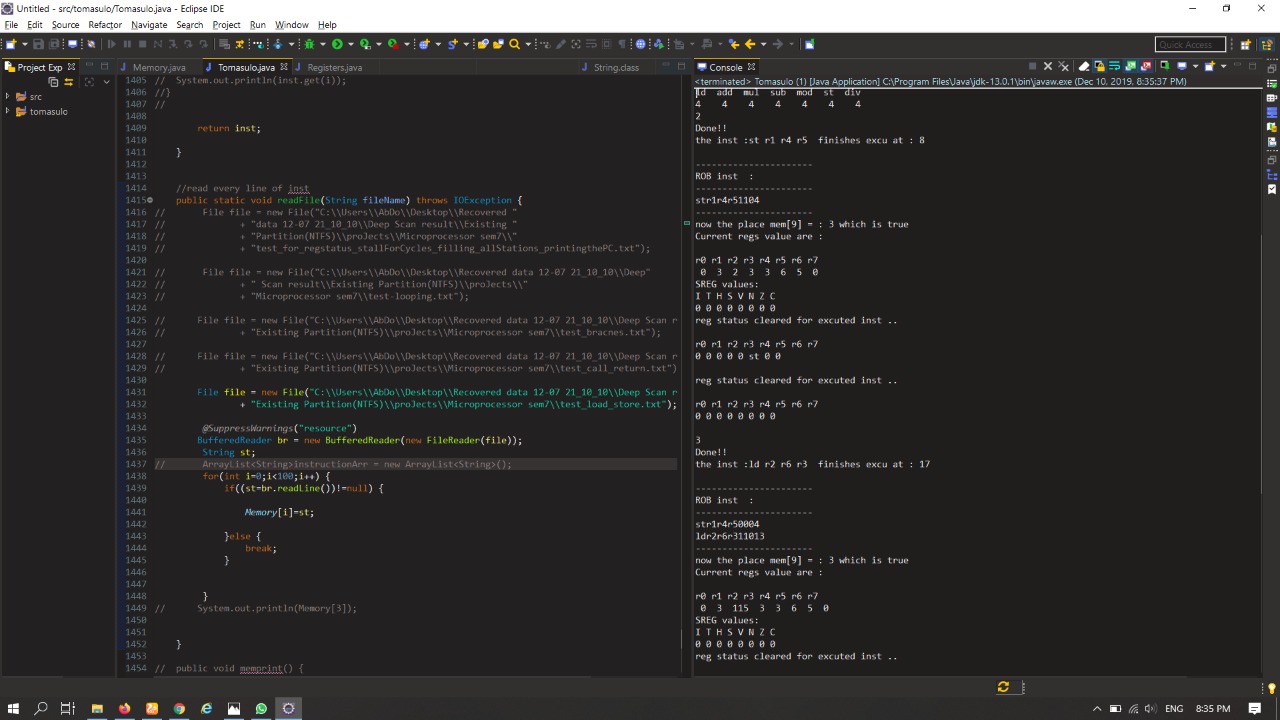 Untitled - src/tomasulo/Tomasulo.java - Eclipse IDE
File Edit Source Refactor Navigate Search Project Run Window Help
Quick Access
Project Exp
Memory.java
Tomasulo.java
Registers.java
String.class
Console
src
tomasulo
1405 // System.out.println(inst.get(i));
1406 //}
1407 //
1408
1409 return inst;
1410
1411 }
1412
1413
1414 //read every line of inst
1415 public static void readFile(String fileName) throws IOException {
1416 // File file = new File("C:\\Users\\AbDo\\Desktop\\Recovered "
1417 // + "data 12-07 21_10_10\\Deep Scan result\\Existing "
1418 // + "Partition(NTFS)\\proJects\\Microprocessor sem7\\"
1419 // + "test_for_regstatus_stallForCycles_filling_allStations_printingthePC.txt");
1420
1421 // File file = new File("C:\\Users\\AbDo\\Desktop\\Recovered data 12-07 21_10_10\\Deep"
1422 // + " Scan result\\Existing Partition(NTFS)\\proJects\\"
1423 // + "Microprocessor sem7\\test-looping.txt");
1424
1425 // File file = new File("C:\\Users\\AbDo\\Desktop\\Recovered data 12-07 21_10_10\\Deep Scan r
1426 // + "Existing Partition(NTFS)\\proJects\\Microprocessor sem7\\test_bracnes.txt");
1427
1428 // File file = new File("C:\\Users\\AbDo\\Desktop\\Recovered data 12-07 21_10_10\\Deep Scan r
1429 // + "Existing Partition(NTFS)\\proJects\\Microprocessor sem7\\test_call_return.txt")
1430
1431 File file = new File("C:\\Users\\AbDo\\Desktop\\Recovered data 12-07 21_10_10\\Deep Scan r
1432 + "Existing Partition(NTFS)\\proJects\\Microprocessor sem7\\test_load_store.txt");
1433
1434 @SuppressWarnings("resource")
1435 BufferedReader br = new BufferedReader(new FileReader(file));
1436 String st;
1437 // ArrayList<String>instructionArr = new ArrayList<String>();
1438 for(int i=0;i<100;i++) {
1439 if((st=br.readLine())!=null) {
1440
1441 Memory[i]=st;
1442
1443 }else {
1444 break;
1445 }
1446
1447
1448 }
1449 // System.out.println(Memory[3]);
1450
1451
1452 }
1453
1454 // public void memprint() {
<terminated> Tomasulo (1) [Java Application] C:\Program Files\Java\jdk-13.0.1\bin\javaw.exe (Dec 10, 2019, 8:35:37 PM)
ld add mul sub mod st div
4 4 4 4 4 4 4
2
Done!!
the inst :st r1 r4 r5 finishes excu at : 8
----------------------
ROB inst :
----------------------
str1r4r51104
----------------------
now the place mem[9] = : 3 which is true
Current regs value are :
r0 r1 r2 r3 r4 r5 r6 r7
0 3 2 3 3 6 5 0
SREG values:
I T H S V N Z C
0 0 0 0 0 0 0 0
reg status cleared for excuted inst ..
r0 r1 r2 r3 r4 r5 r6 r7
0 0 0 0 0 st 0 0
reg status cleared for excuted inst ..
r0 r1 r2 r3 r4 r5 r6 r7
0 0 0 0 0 0 0 0
3
Done!!
the inst :ld r2 r6 r3 finishes excu at : 17
----------------------
ROB inst :
----------------------
str1r4r50004
ldr2r6r311013
----------------------
now the place mem[9] = : 3 which is true
Current regs value are :
r0 r1 r2 r3 r4 r5 r6 r7
0 3 115 3 3 6 5 0
SREG values:
I T H S V N Z C
0 0 0 0 0 0 0 0
reg status cleared for excuted inst ..
ENG 8:35 PM